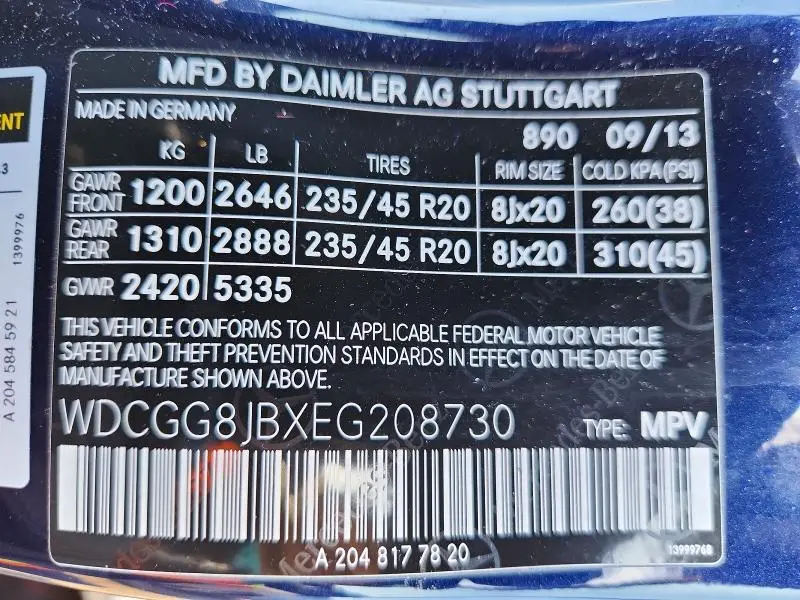 MFD BY DAIMLER AG STUTTGART
MADE IN GERMANY
890 09/13
KG LB TIRES RIM SIZE COLD KPA (PSI)
GAWR FRONT 1200 2646 235/45 R20 8Jx20 260(38)
GAWR REAR 1310 2888 235/45 R20 8Jx20 310(45)
GVWR 2420 5335
THIS VEHICLE CONFORMS TO ALL APPLICABLE FEDERAL MOTOR VEHICLE
SAFETY AND THEFT PREVENTION STANDARDS IN EFFECT ON THE DATE OF
MANUFACTURE SHOWN ABOVE.
WDCGG8JBXEG208730 TYPE: MPV
A 204 817 78 20
13999768
ENT
A 204 584 59 21
1399976
Mercedes-Benz